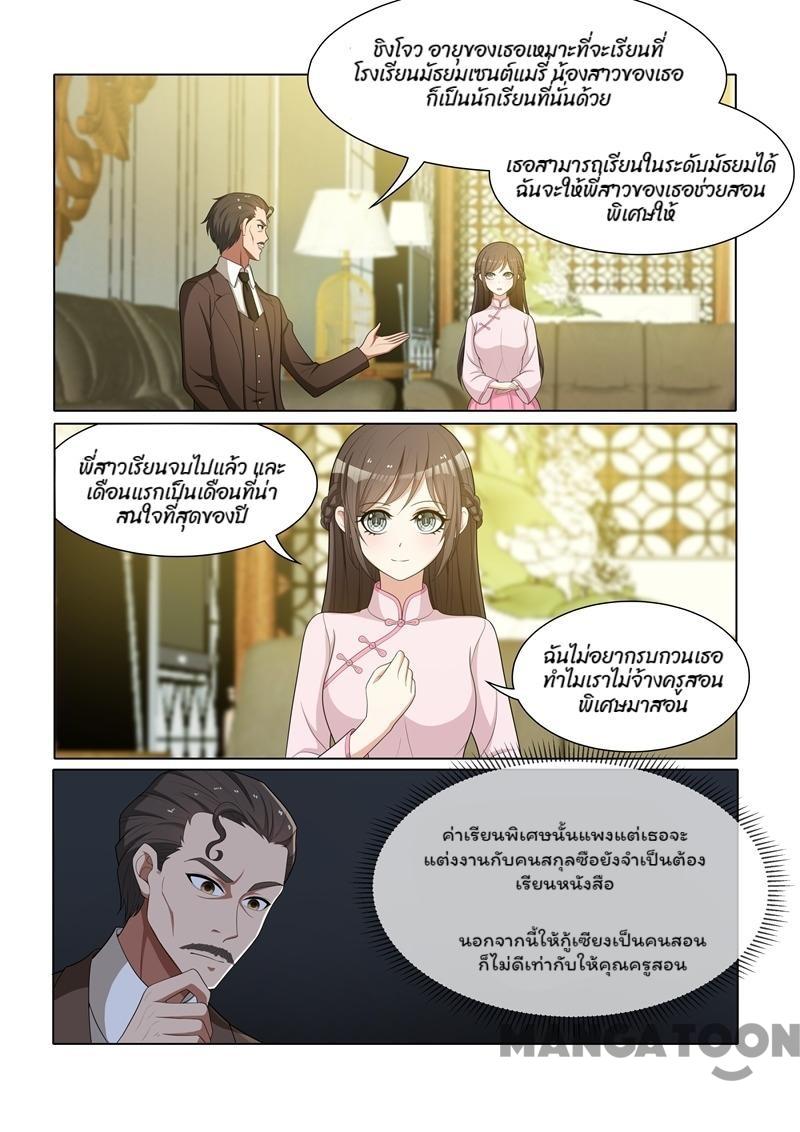 ชิงโจว อายุของเธอเหมาะที่จะเรียนที่
โรงเรียนมัธยมเซนต์แมรี่ น้องสาวของเธอ
ก็เป็นนักเรียนที่นั่นด้วย
เธอสามารถเรียนในระดับมัธยมได้
ฉันจะให้พี่สาวของเธอช่วยสอน
พิเศษให้
พี่สาวเรียนจบไปแล้ว และ
เดือนแรกเป็นเดือนที่น่า
สนใจที่สุดของปี
ฉันไม่อยากรบกวนเธอ
ทำไมเราไม่จ้างครูสอน
พิเศษมาสอน
ค่าเรียนพิเศษนั้นแพงแต่เธอจะ
แต่งงานกับคนสกุลซือยังจำเป็นต้อง
เรียนหนังสือ
นอกจากนี้ให้กู้เซียงเป็นคนสอน
ก็ไม่ดีเท่ากับให้คุณครูสอน
MANGATOON